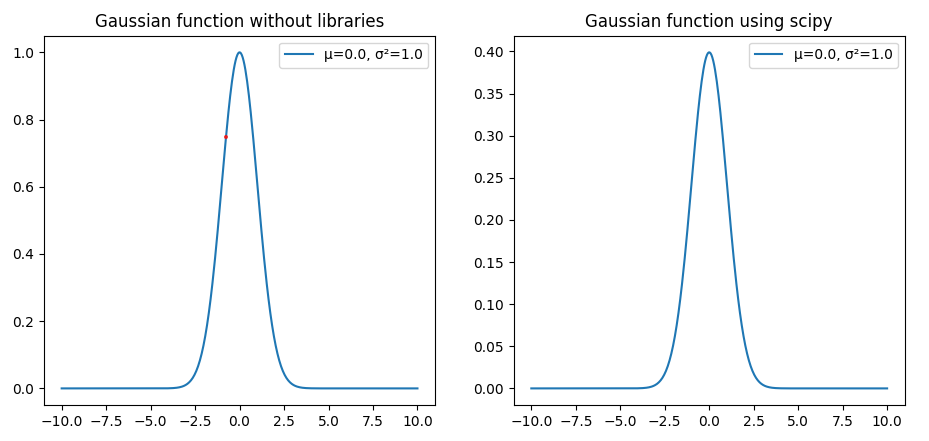 Gaussian function without libraries
μ=0.0, σ²=1.0
1.0
0.8
0.6
0.4
0.2
0.0
−10.0 −7.5 −5.0 −2.5 0.0 2.5 5.0 7.5 10.0
Gaussian function using scipy
μ=0.0, σ²=1.0
0.40
0.35
0.30
0.25
0.20
0.15
0.10
0.05
0.00
−10.0 −7.5 −5.0 −2.5 0.0 2.5 5.0 7.5 10.0